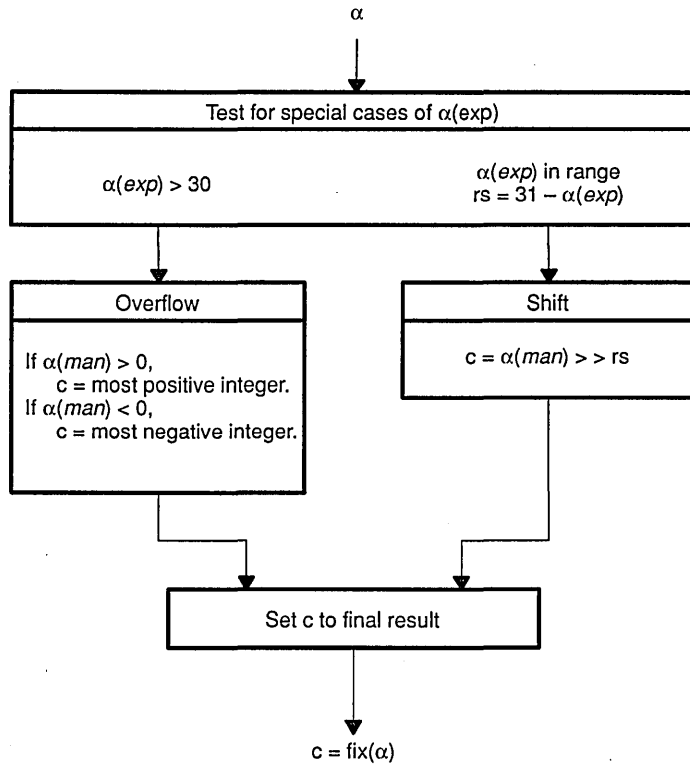 α
Test for special cases of α(exp)
α(exp) > 30
α(exp) in range
rs = 31 – α(exp)
Overflow
If α(man) > 0,
c = most positive integer.
If α(man) < 0,
c = most negative integer.
Shift
c = α(man) > > rs
Set c to final result
c = fix(α)